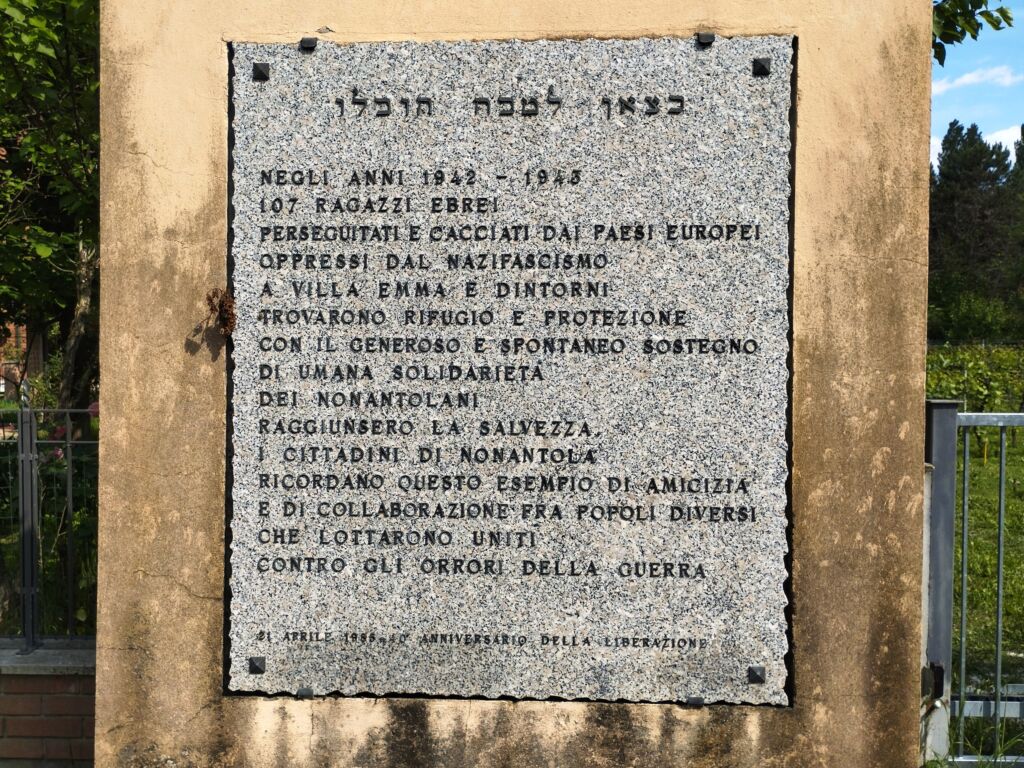 כצאן לטבח הובלו
NEGLI ANNI 1942 - 1943
107 RAGAZZI EBREI
PERSEGUITATI E CACCIATI DAI PAESI EUROPEI
OPPRESSI DAL NAZIFASCISMO
A VILLA EMMA E DINTORNI
TROVARONO RIFUGIO E PROTEZIONE
CON IL GENEROSO E SPONTANEO SOSTEGNO
DI UMANA SOLIDARIETÀ
DEI NONANTOLANI
RAGGIUNSERO LA SALVEZZA.
I CITTADINI DI NONANTOLA
RICORDANO QUESTO ESEMPIO DI AMICIZIA
E DI COLLABORAZIONE FRA POPOLI DIVERSI
CHE LOTTARONO UNITI
CONTRO GLI ORRORI DELLA GUERRA
21 APRILE 1985 - 40° ANNIVERSARIO DELLA LIBERAZIONE